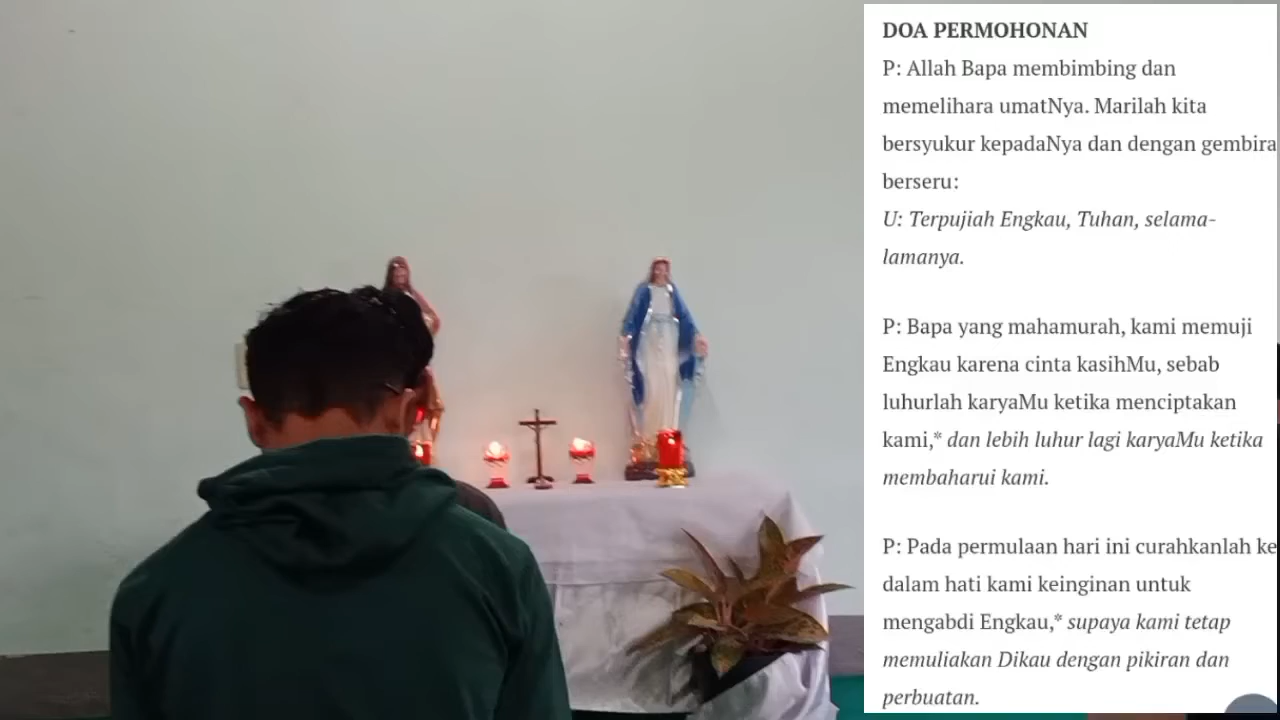 DOA PERMOHONAN
P: Allah Bapa membimbing dan
memelihara umatNya. Marilah kita
bersyukur kepadaNya dan dengan gembira
berseru:
U: Terpujiah Engkau, Tuhan, selama-
lamanya.
P: Bapa yang mahamurah, kami memuji
Engkau karena cinta kasihMu, sebab
luhurlah karyaMu ketika menciptakan
kami,* dan lebih luhur lagi karyaMu ketika
membaharui kami.
P: Pada permulaan hari ini curahkanlah ke
dalam hati kami keinginan untuk
mengabdi Engkau,* supaya kami tetap
memuliakan Dikau dengan pikiran dan
perbuatan.